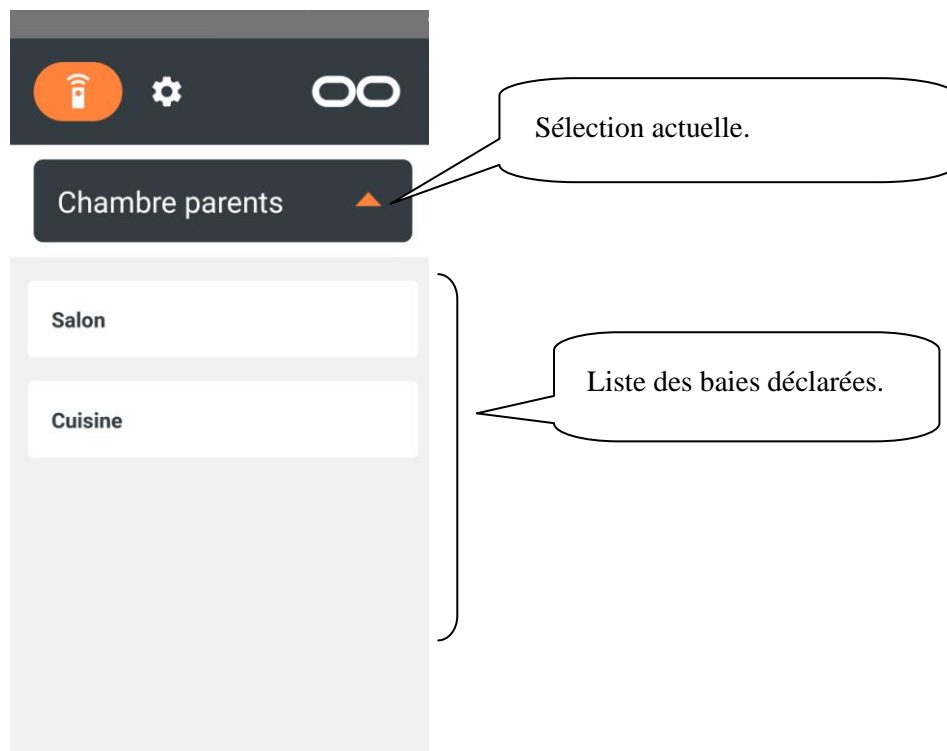 Sélection actuelle.
Chambre parents
Salon
Liste des baies déclarées.
Cuisine